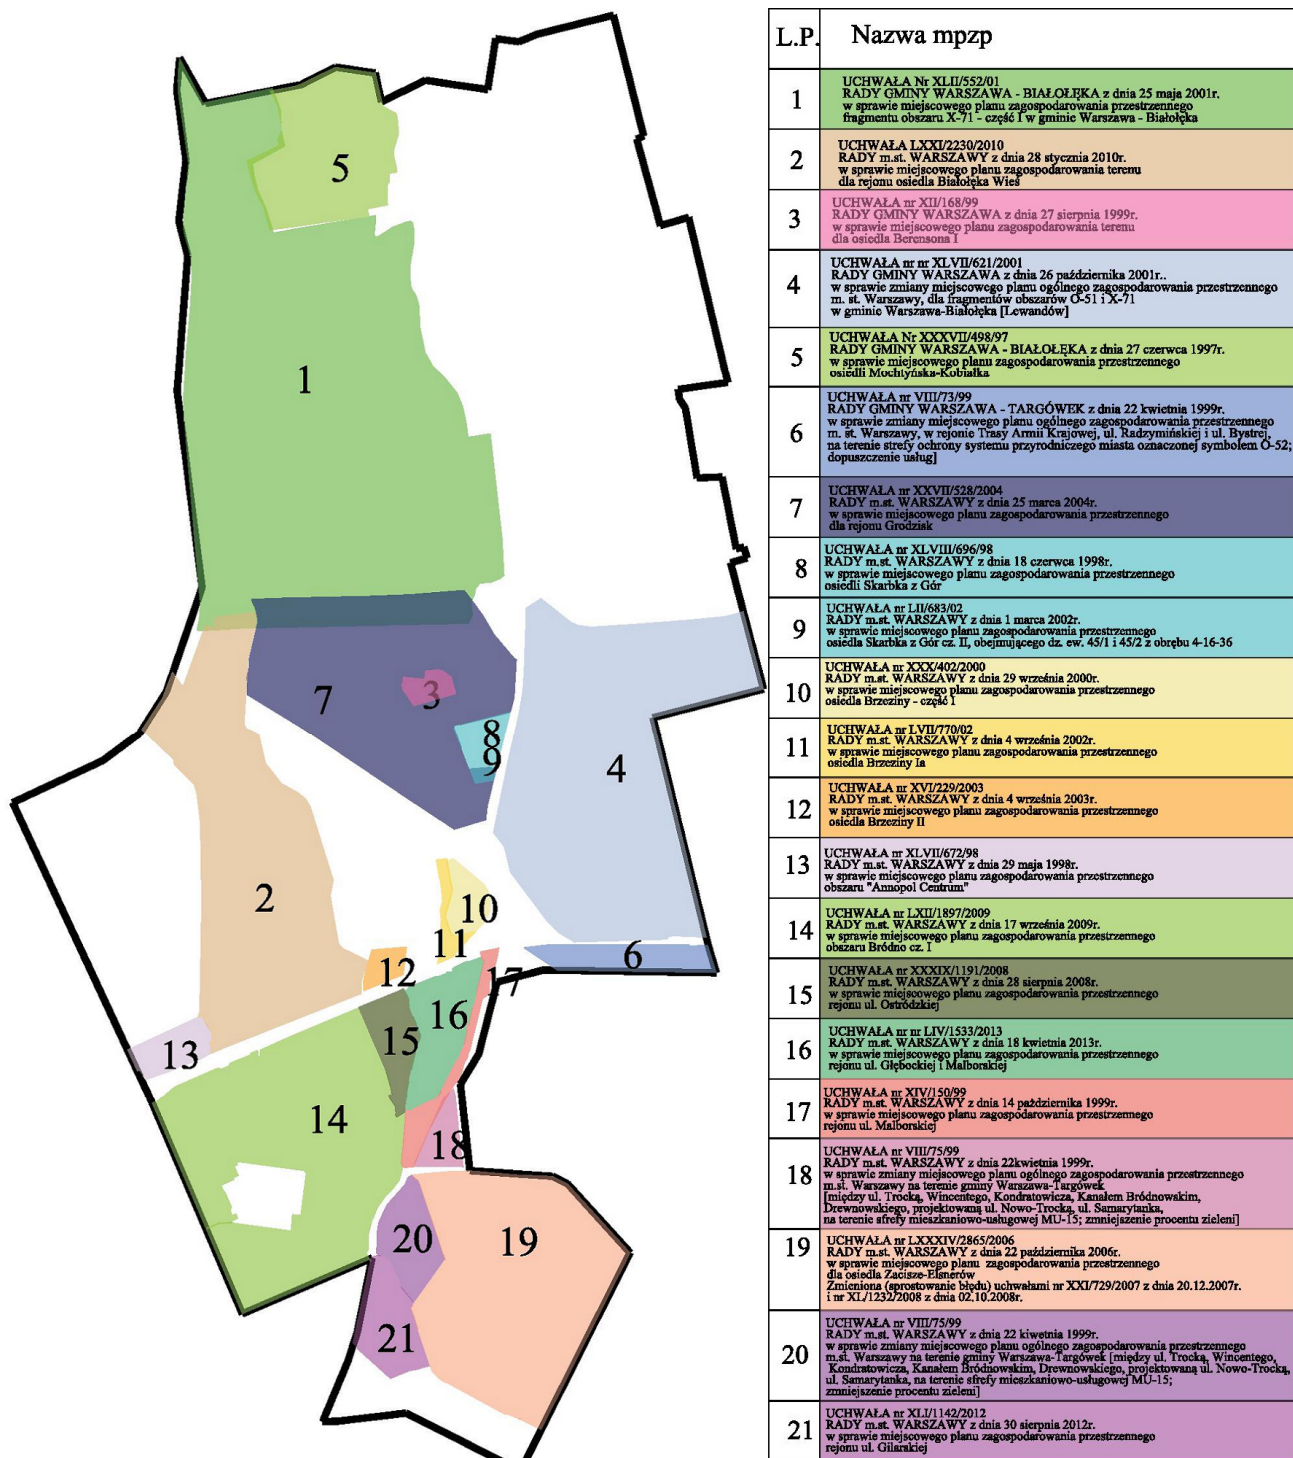 L.P. Nazwa mpzp
1
UCHWAŁA Nr XLII/552/01
RADY GMINY WARSZAWA - BIAŁOŁĘKA z dnia 25 maja 2001r.
w sprawie miejscowego planu zagospodarowania przestrzennego
fragmentu obszaru X-71 - część I w gminie Warszawa - Białołęka
2
UCHWAŁA LXXI/2230/2010
RADY m.st. WARSZAWY z dnia 28 stycznia 2010r.
w sprawie miejscowego planu zagospodarowania terenu
dla rejonu osiedla Białołęka Wieś
3
UCHWAŁA nr XII/168/99
RADY GMINY WARSZAWA z dnia 27 sierpnia 1999r.
w sprawie miejscowego planu zagospodarowania terenu
dla osiedla Berensona I
4
UCHWAŁA nr nr XLVII/621/2001
RADY GMINY WARSZAWA z dnia 26 października 2001r..
w sprawie zmiany miejscowego planu ogólnego zagospodarowania przestrzennego
m. st. Warszawy, dla fragmentów obszarów O-51 i X-71
w gminie Warszawa-Białołęka [Lewandów]
5
UCHWAŁA Nr XXXVII/498/97
RADY GMINY WARSZAWA - BIAŁOŁĘKA z dnia 27 czerwca 1997r.
w sprawie miejscowego planu zagospodarowania przestrzennego
osiedli Mochtyńska-Kobiałka
6
UCHWAŁA nr VIII/73/99
RADY GMINY WARSZAWA - TARGÓWEK z dnia 22 kwietnia 1999r.
w sprawie zmiany miejscowego planu ogólnego zagospodarowania przestrzennego
m. st. Warszawy, w rejonie Trasy Armii Krajowej, ul. Radzymińskiej i ul. Bystrej,
na terenie strefy ochrony systemu przyrodniczego miasta oznaczonej symbolem O-52;
dopuszczenie usług]
7
UCHWAŁA nr XXVII/528/2004
RADY m.st. WARSZAWY z dnia 25 marca 2004r.
w sprawie miejscowego planu zagospodarowania przestrzennego
dla rejonu Grodzisk
8
UCHWAŁA nr XLVIII/696/98
RADY m.st. WARSZAWY z dnia 18 czerwca 1998r.
w sprawie miejscowego planu zagospodarowania przestrzennego
osiedli Skarbka z Gór
9
UCHWAŁA nr LII/683/02
RADY m.st. WARSZAWY z dnia 1 marca 2002r.
w sprawie miejscowego planu zagospodarowania przestrzennego
osiedla Skarbka z Gór cz. II, obejmującego dz. ew. 45/1 i 45/2 z obrębu 4-16-36
10
UCHWAŁA nr XXX/402/2000
RADY m.st. WARSZAWY z dnia 29 września 2000r.
w sprawie miejscowego planu zagospodarowania przestrzennego
osiedla Brzeziny - część I
11
UCHWAŁA nr LVII/770/02
RADY m.st. WARSZAWY z dnia 4 września 2002r.
w sprawie miejscowego planu zagospodarowania przestrzennego
osiedla Brzeziny Ia
12
UCHWAŁA nr XVI/229/2003
RADY m.st. WARSZAWY z dnia 4 września 2003r.
w sprawie miejscowego planu zagospodarowania przestrzennego
osiedla Brzeziny II
13
UCHWAŁA nr XLVII/672/98
RADY m.st. WARSZAWY z dnia 29 maja 1998r.
w sprawie miejscowego planu zagospodarowania przestrzennego
obszaru "Annopol Centrum"
14
UCHWAŁA nr LXII/1897/2009
RADY m.st. WARSZAWY z dnia 17 września 2009r.
w sprawie miejscowego planu zagospodarowania przestrzennego
obszaru Bródno cz. I
15
UCHWAŁA nr XXXIX/1191/2008
RADY m.st. WARSZAWY z dnia 28 sierpnia 2008r.
w sprawie miejscowego planu zagospodarowania przestrzennego
rejonu ul. Ostródzkiej
16
UCHWAŁA nr nr LIV/1533/2013
RADY m.st. WARSZAWY z dnia 18 kwietnia 2013r.
w sprawie miejscowego planu zagospodarowania przestrzennego
rejonu ul. Głębockiej i Malborskiej
17
UCHWAŁA nr XIV/150/99
RADY m.st. WARSZAWY z dnia 14 października 1999r.
w sprawie miejscowego planu zagospodarowania przestrzennego
rejonu ul. Malborskiej
18
UCHWAŁA nr VIII/75/99
RADY m.st. WARSZAWY z dnia 22kwietnia 1999r.
w sprawie zmiany miejscowego planu ogólnego zagospodarowania przestrzennego
m.st. Warszawy na terenie gminy Warszawa-Targówek
[między ul. Trocką, Wincentego, Kondratowicza, Kanałem Bródnowskim,
Drewnowskiego, projektowaną ul. Nowo-Trocką, ul. Samarytanka,
na terenie sfrefy mieszkaniowo-usługowej MU-15; zmniejszenie procentu zieleni]
19
UCHWAŁA nr LXXXIV/2865/2006
RADY m.st. WARSZAWY z dnia 22 października 2006r.
w sprawie miejscowego planu zagospodarowania przestrzennego
dla osiedla Zacisze-Elsnerów
Zmieniona (sprostowanie błędu) uchwałami nr XXI/729/2007 z dnia 20.12.2007r.
i nr XL/1232/2008 z dnia 02.10.2008r.
20
UCHWAŁA nr VIII/75/99
RADY m.st. WARSZAWY z dnia 22 kiwetnia 1999r.
w sprawie zmiany miejscowego planu ogólnego zagospodarowania przestrzennego
m.st. Warszawy na terenie gminy Warszawa-Targówek [między ul. Trocką, Wincentego,
Kondratowicza, Kanałem Bródnowskim, Drewnowskiego, projektowaną ul. Nowo-Trocką,
ul. Samarytanka, na terenie sfrefy mieszkaniowo-usługowej MU-15;
zmniejszenie procentu zieleni]
21
UCHWAŁA nr XLI/1142/2012
RADY m.st. WARSZAWY z dnia 30 sierpnia 2012r.
w sprawie miejscowego planu zagospodarowania przestrzennego
rejonu ul. Gilarskiej
5
1
7
3
8
9
4
2
10
11
6
12
17
16
15
13
14
18
20
19
21